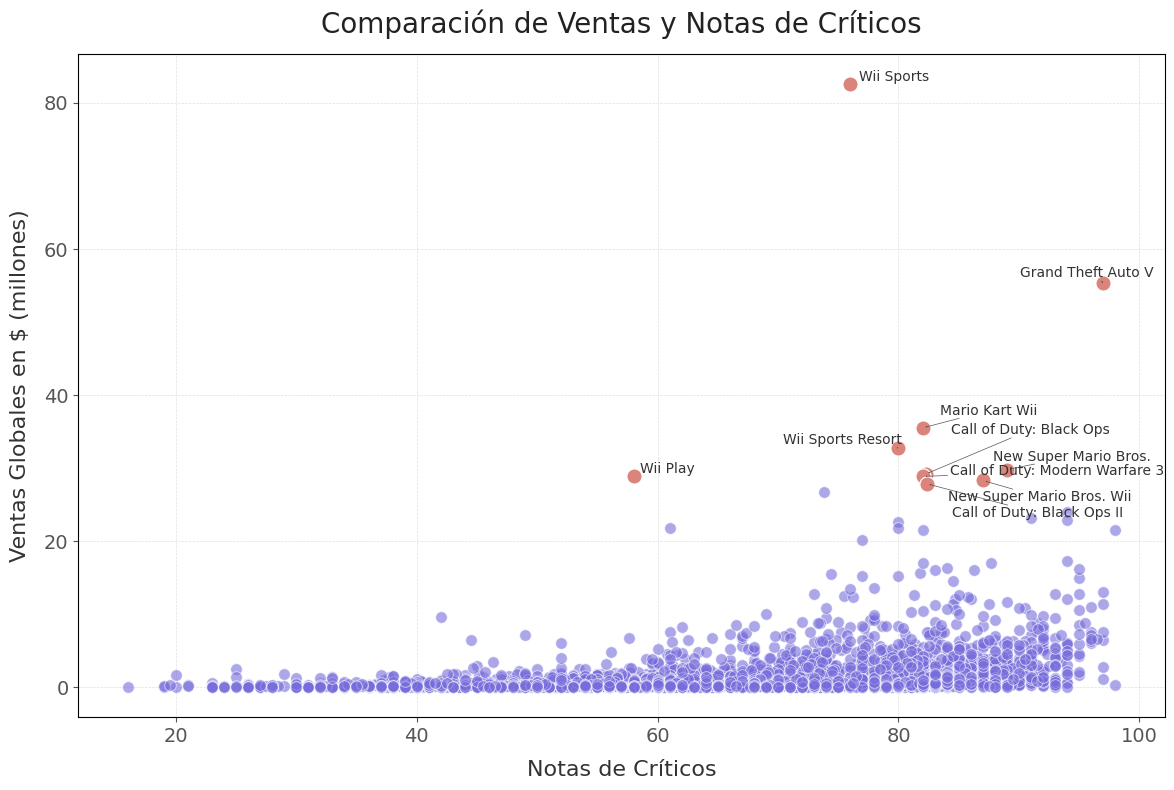 Comparación de Ventas y Notas de Críticos
Wii Sports
80
Grand Theft Auto V
60
Mario Kart Wii
Call of Duty: Black Ops
40
Wii Sports Resort
New Super Mario Bros.
Wii Play
Call of Duty: Modern Warfare 3
New Super Mario Bros. Wii
Call of Duty: Black Ops II
20
0
Ventas Globales en $ (millones)
20
40
60
80
100
Notas de Críticos